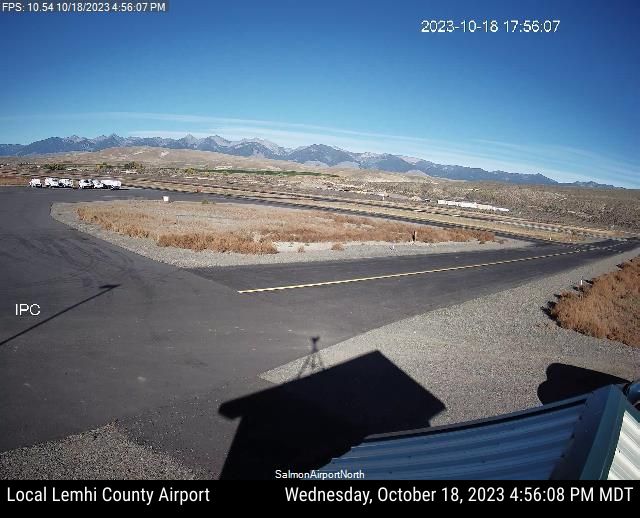 FPS: 10.54 10/18/2023 4:56:07 PM
2023-10-18 17:56:07
IPC
SalmonAirportNorth
Local Lemhi County Airport
Wednesday, October 18, 2023 4:56:08 PM MDT